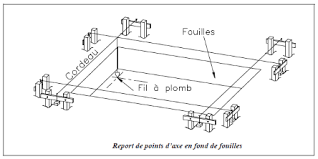 Fouilles
Cordeau
Fil à plomb
Report de points d'axe en fond de fouilles